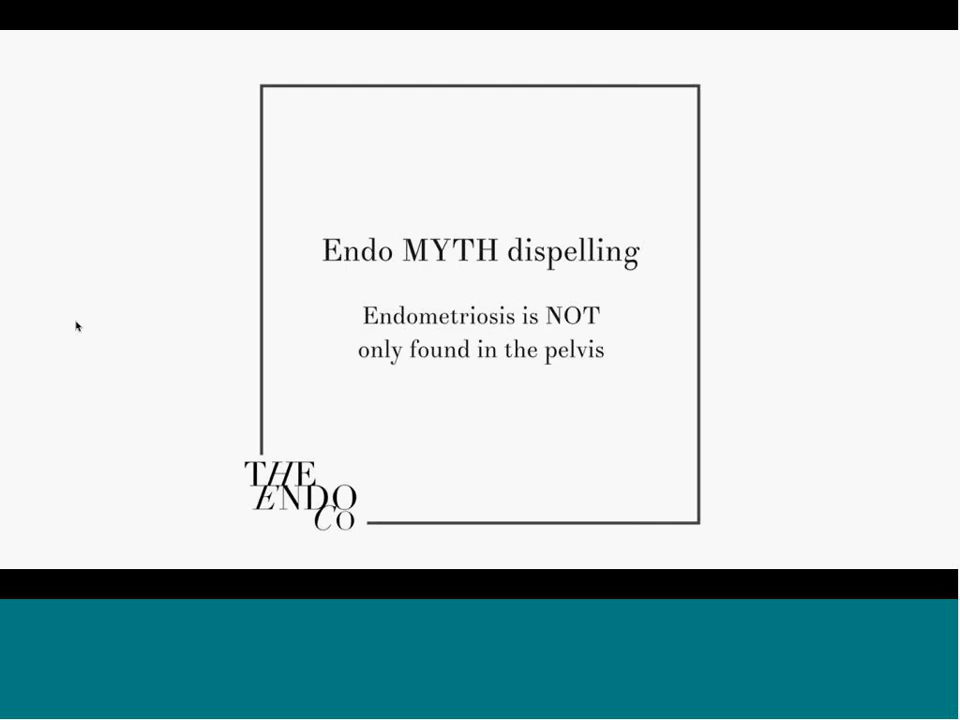 Endo MYTH dispelling
Endometriosis is NOT
only found in the pelvis
THE
ENDO
Co